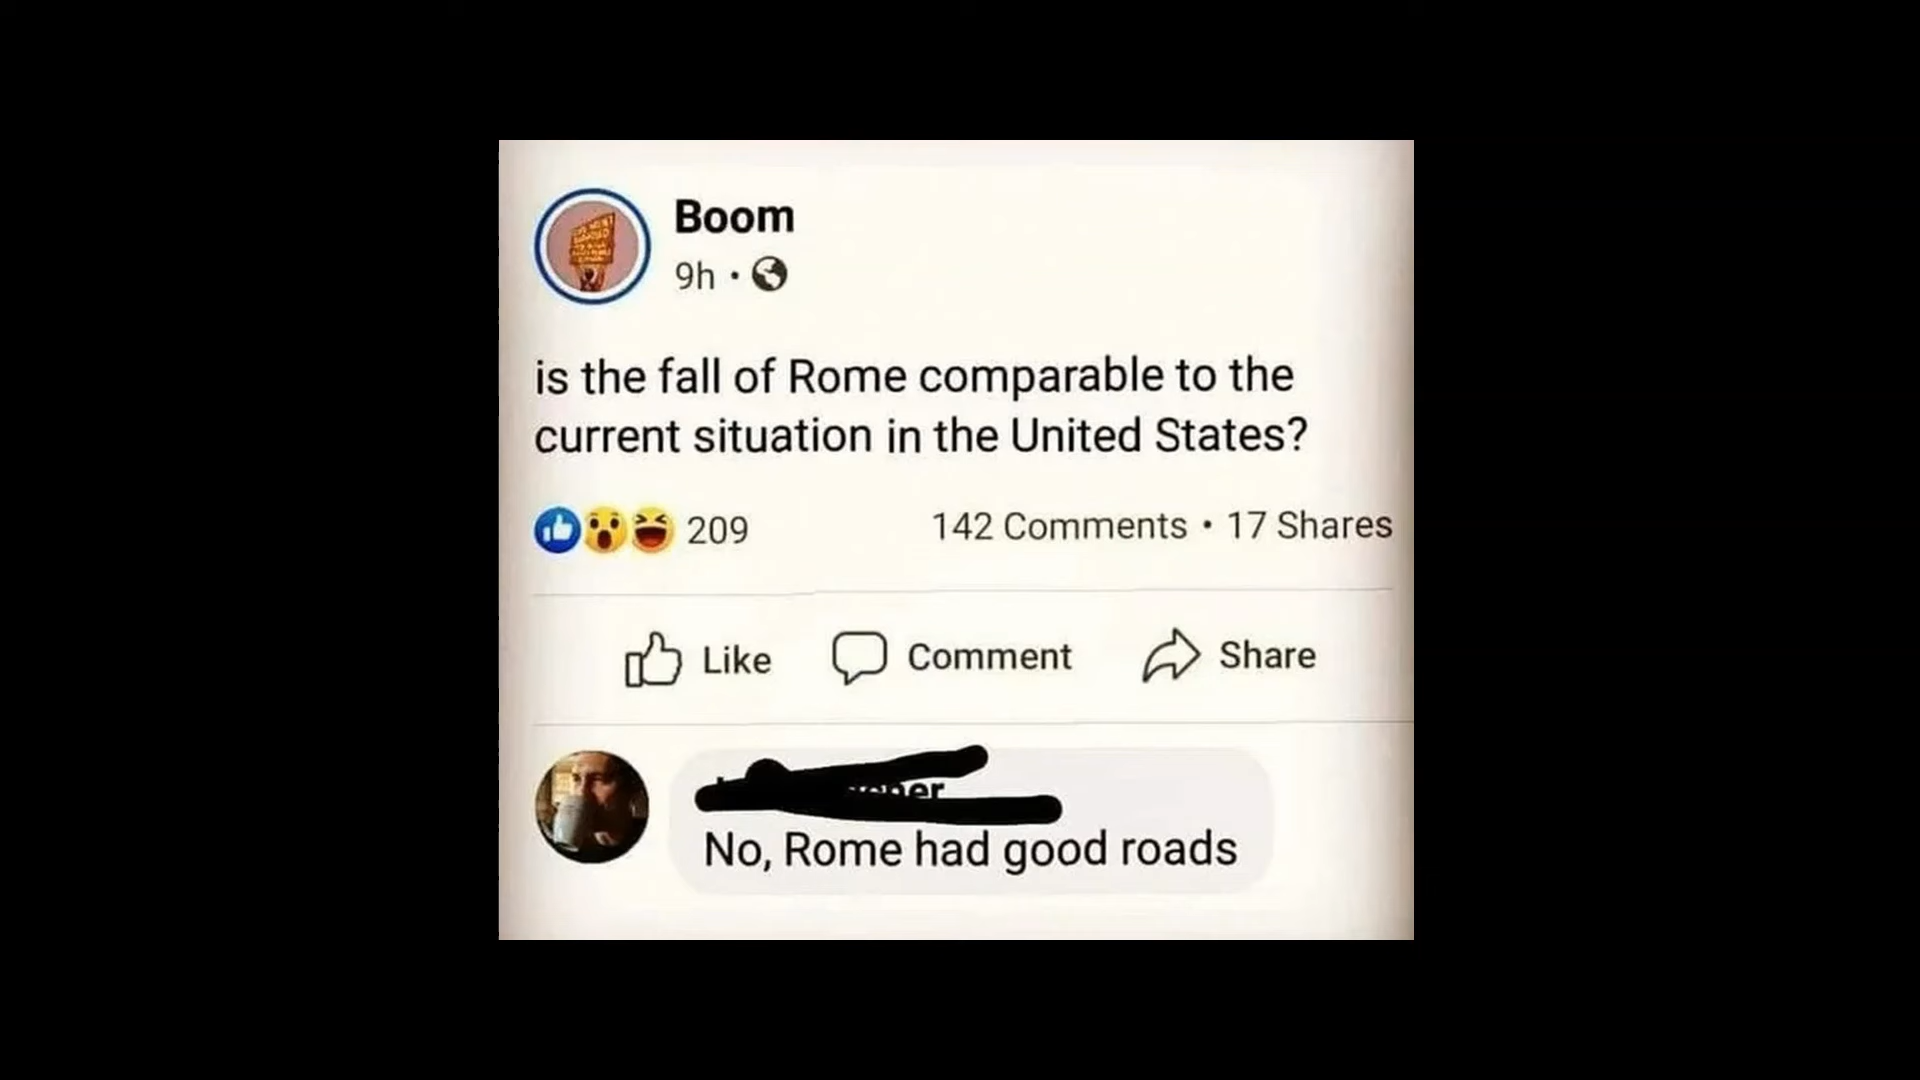 Boom
9h •
is the fall of Rome comparable to the
current situation in the United States?
209
142 Comments • 17 Shares
Like
Comment
Share
No, Rome had good roads